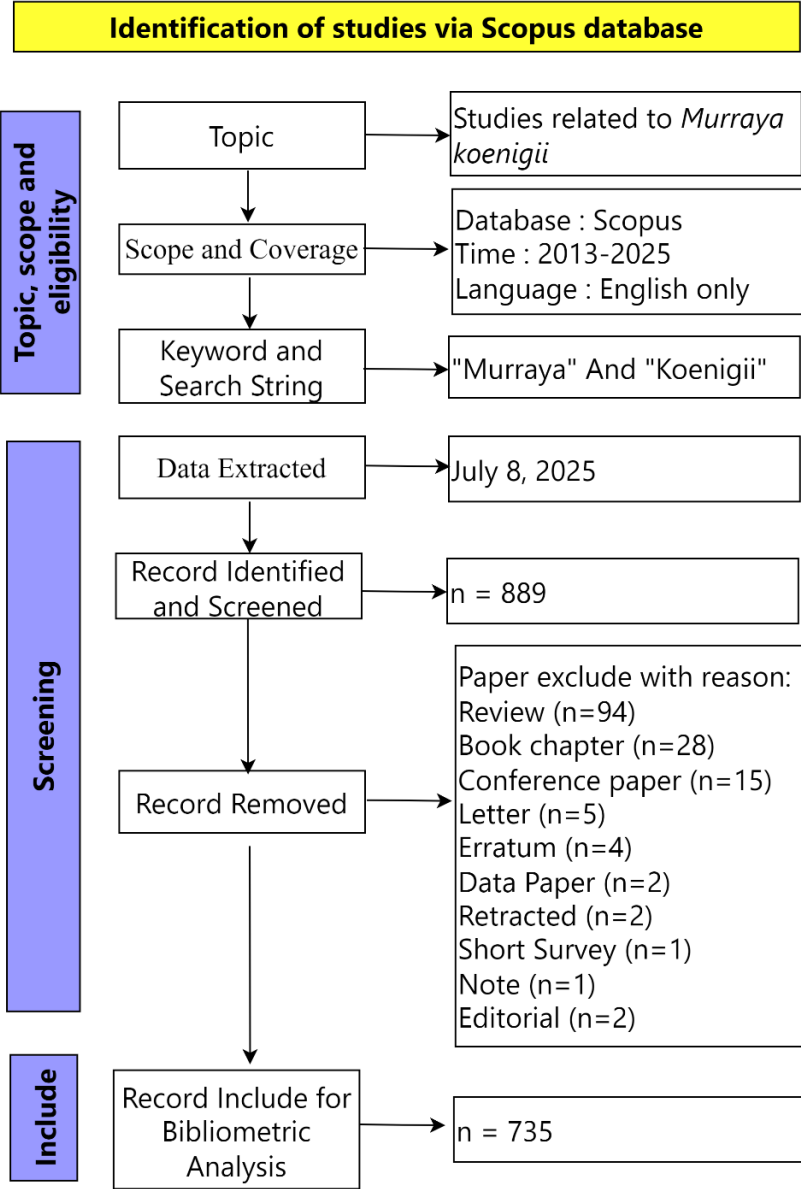 Identification of studies via Scopus database
Topic, scope and
eligibility
Topic
Studies related to Murraya
koenigii
Scope and Coverage
Database : Scopus
Time : 2013-2025
Language : English only
Keyword and
Search String
"Murraya" And "Koenigii"
Screening
Data Extracted
July 8, 2025
Record Identified
and Screened
n = 889
Record Removed
Paper exclude with reason:
Review (n=94)
Book chapter (n=28)
Conference paper (n=15)
Letter (n=5)
Erratum (n=4)
Data Paper (n=2)
Retracted (n=2)
Short Survey (n=1)
Note (n=1)
Editorial (n=2)
Include
Record Include for
Bibliometric
Analysis
n = 735